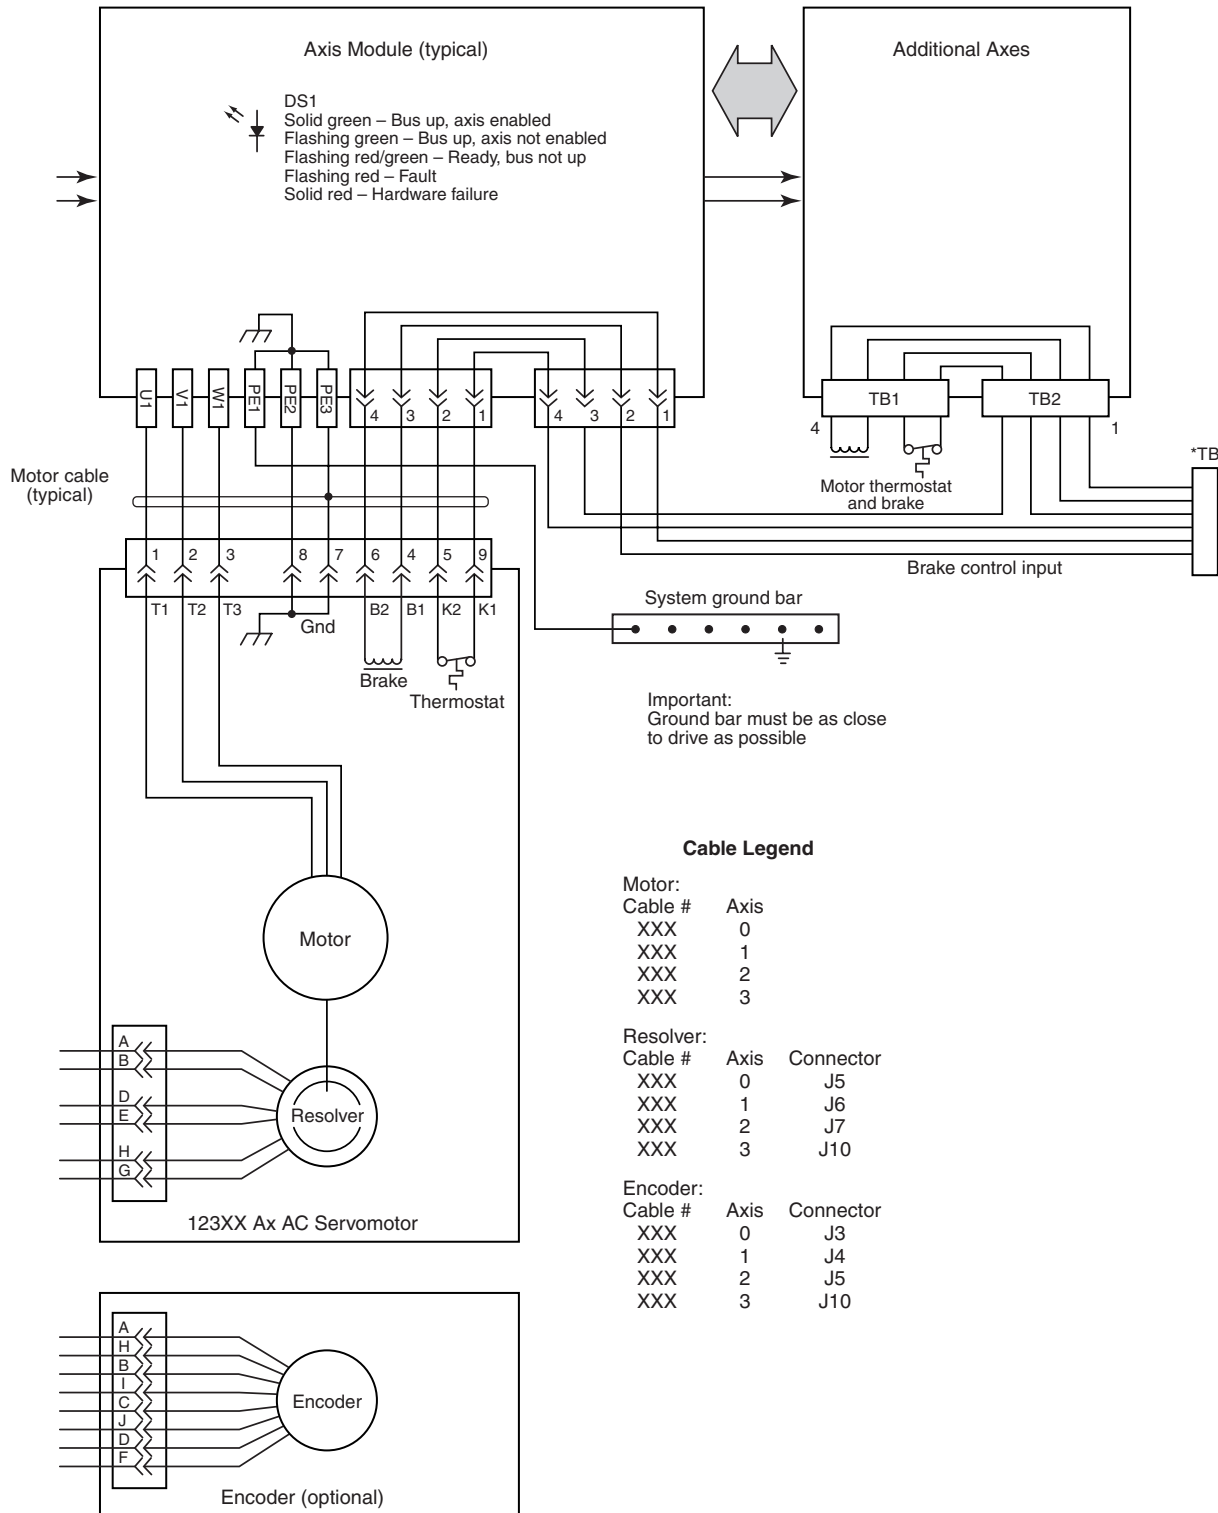 Axis Module (typical)
Additional Axes
DS1
Solid green – Bus up, axis enabled
Flashing green – Bus up, axis not enabled
Flashing red/green – Ready, bus not up
Flashing red – Fault
Solid red – Hardware failure
U1 V1 W1 PE1 PE2 PE3 4 3 2 1 4 3 2 1
TB1 TB2
4 1
Motor thermostat
and brake
*TB
Motor cable
(typical)
Brake control input
1 2 3 8 7 6 4 5 9
T1 T2 T3 Gnd B2 B1 K2 K1
Brake
Thermostat
System ground bar
Important:
Ground bar must be as close
to drive as possible
Motor
A
B
D
E
H
G
Resolver
123XX Ax AC Servomotor
Cable Legend
Motor:
Cable # Axis
XXX 0
XXX 1
XXX 2
XXX 3
Resolver:
Cable # Axis Connector
XXX 0 J5
XXX 1 J6
XXX 2 J7
XXX 3 J10
Encoder:
Cable # Axis Connector
XXX 0 J3
XXX 1 J4
XXX 2 J5
XXX 3 J10
A
H
B
I
C
J
D
F
Encoder
Encoder (optional)